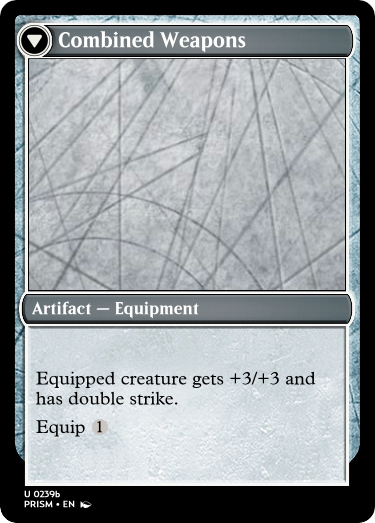 Combined Weapons
Artifact — Equipment
Equipped creature gets +3/+3 and
has double strike.
Equip 1
U 0239b
PRISM • EN